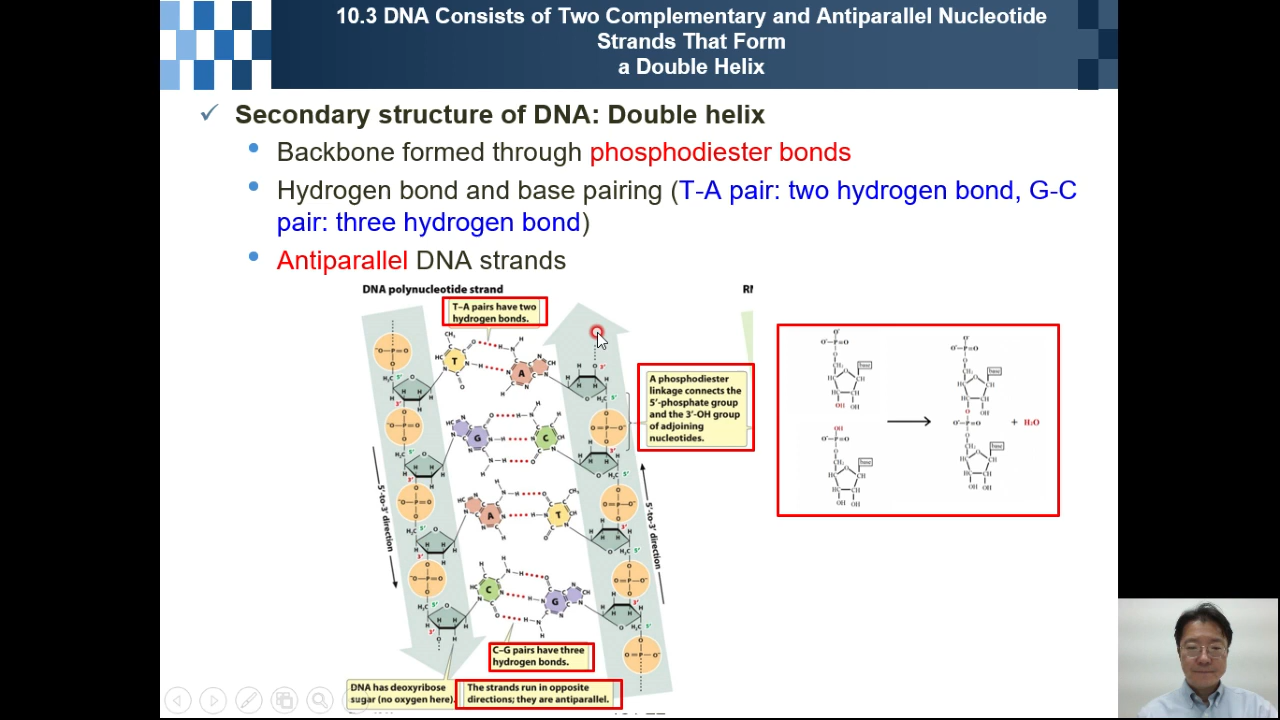 10.3 DNA Consists of Two Complementary and Antiparallel Nucleotide
Strands That Form
a Double Helix
Secondary structure of DNA: Double helix
Backbone formed through phosphodiester bonds
Hydrogen bond and base pairing (T-A pair: two hydrogen bond, G-C
pair: three hydrogen bond)
Antiparallel DNA strands
DNA polynucleotide strand
T–A pairs have two
hydrogen bonds.
T
A
G
C
A
T
C
G
5'-to-3' direction
5'-to-3' direction
A phosphodiester
linkage connects the
5'-phosphate group
and the 3'-OH group
of adjoining
nucleotides.
+ H₂O
C–G pairs have three
hydrogen bonds.
DNA has deoxyribose
sugar (no oxygen here).
The strands run in opposite
directions; they are antiparallel.